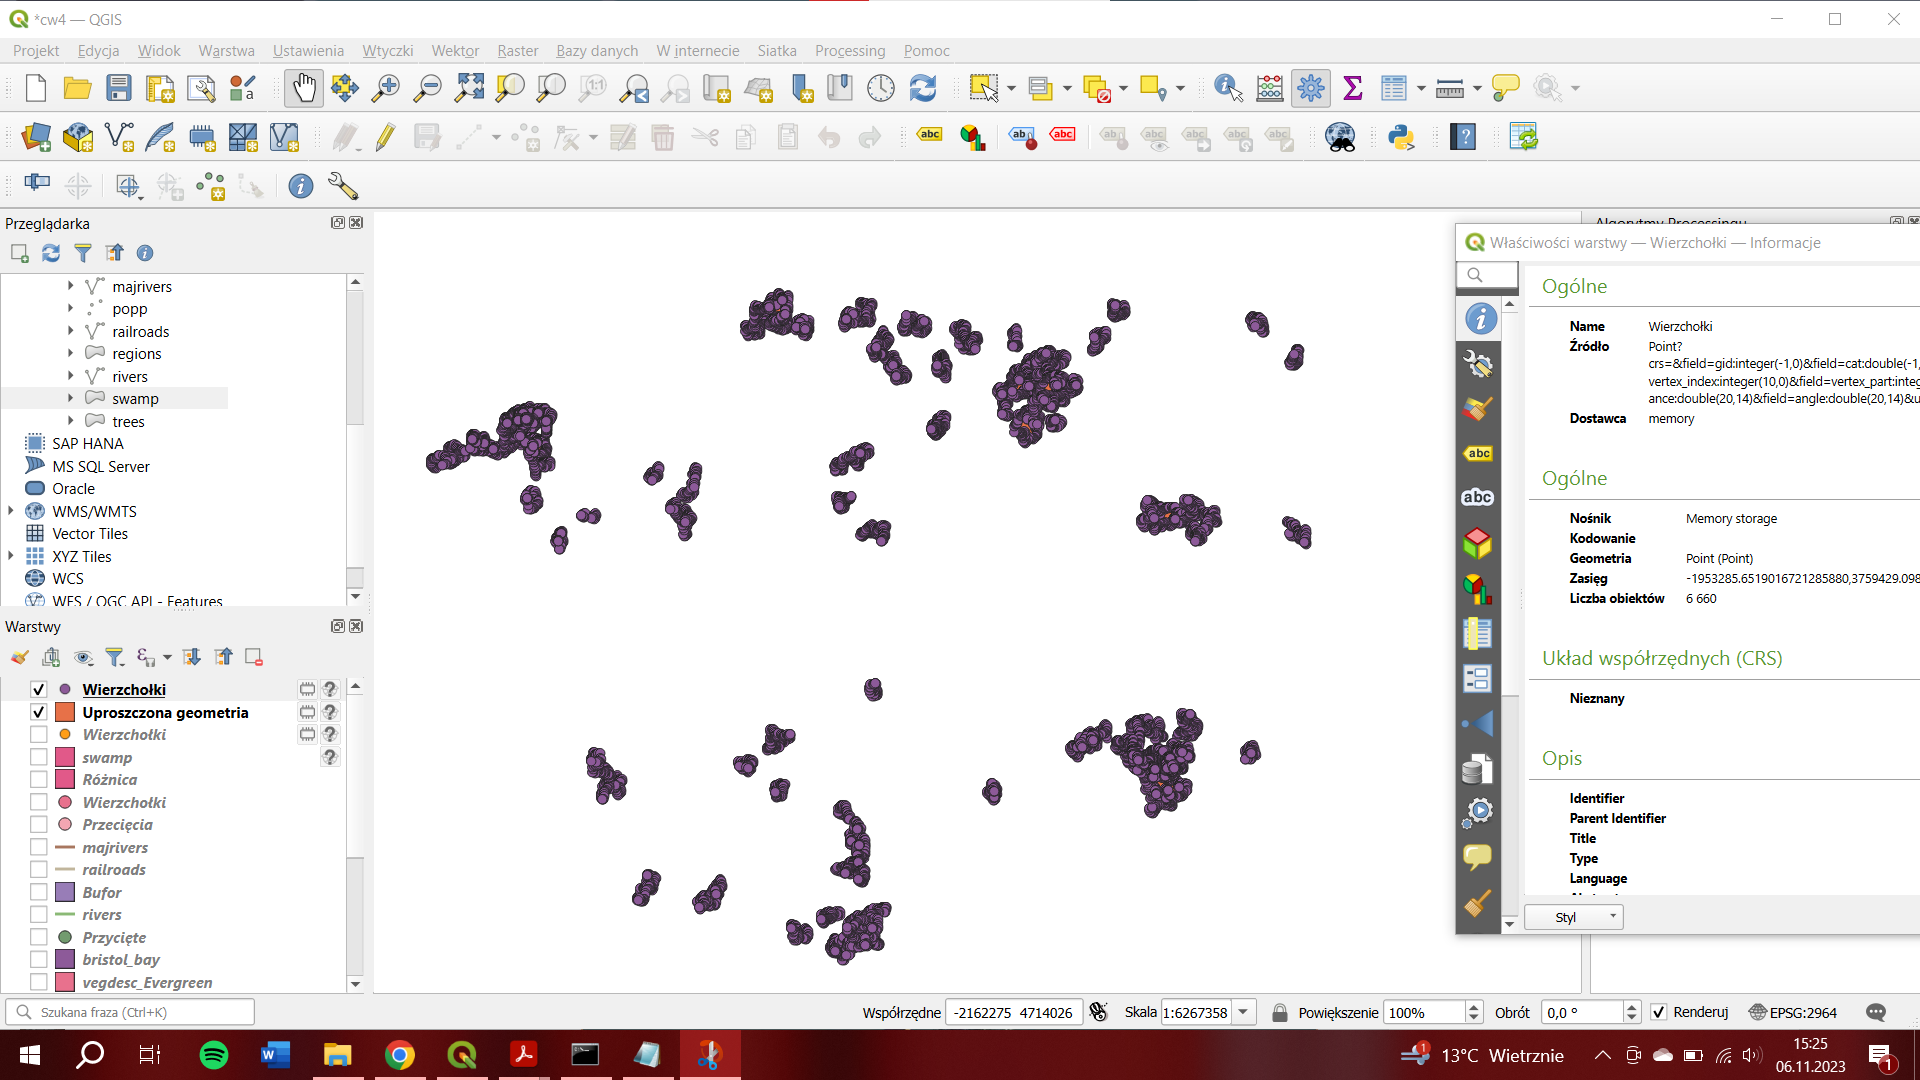 *cw4 — QGIS
Projekt Edycja Widok Warstwa Ustawienia Wtyczki Wektor Raster Bazy danych W internecie Siatka Processing Pomoc
Przeglądarka
majrivers
popp
railroads
regions
rivers
swamp
trees
SAP HANA
MS SQL Server
Oracle
WMS/WMTS
Vector Tiles
XYZ Tiles
WCS
WFS / OGC API - Features
Warstwy
Wierzchołki
Uproszczona geometria
Wierzchołki
swamp
Różnica
Wierzchołki
Przecięcia
majrivers
railroads
Bufor
rivers
Przycięte
bristol_bay
vegdesc_Evergreen
Algorytmy Processingu
Właściwości warstwy — Wierzchołki — Informacje
Ogólne
Name Wierzchołki
Źródło Point?
crs=&field=gid:integer(-1,0)&field=cat:double(-1,
vertex_index:integer(10,0)&field=vertex_part:integ
ance:double(20,14)&field=angle:double(20,14)&u
Dostawca memory
Ogólne
Nośnik Memory storage
Kodowanie
Geometria Point (Point)
Zasięg -1953285.6519016721285880,3759429.098
Liczba obiektów 6 660
Układ współrzędnych (CRS)
Nieznany
Opis
Identifier
Parent Identifier
Title
Type
Language
Styl
Szukana fraza (Ctrl+K)
Współrzędne -2162275 4714026 Skala 1:6267358 Powiększenie 100% Obrót 0,0 ° Renderuj EPSG:2964
13°C Wietrznie
15:25
06.11.2023
1